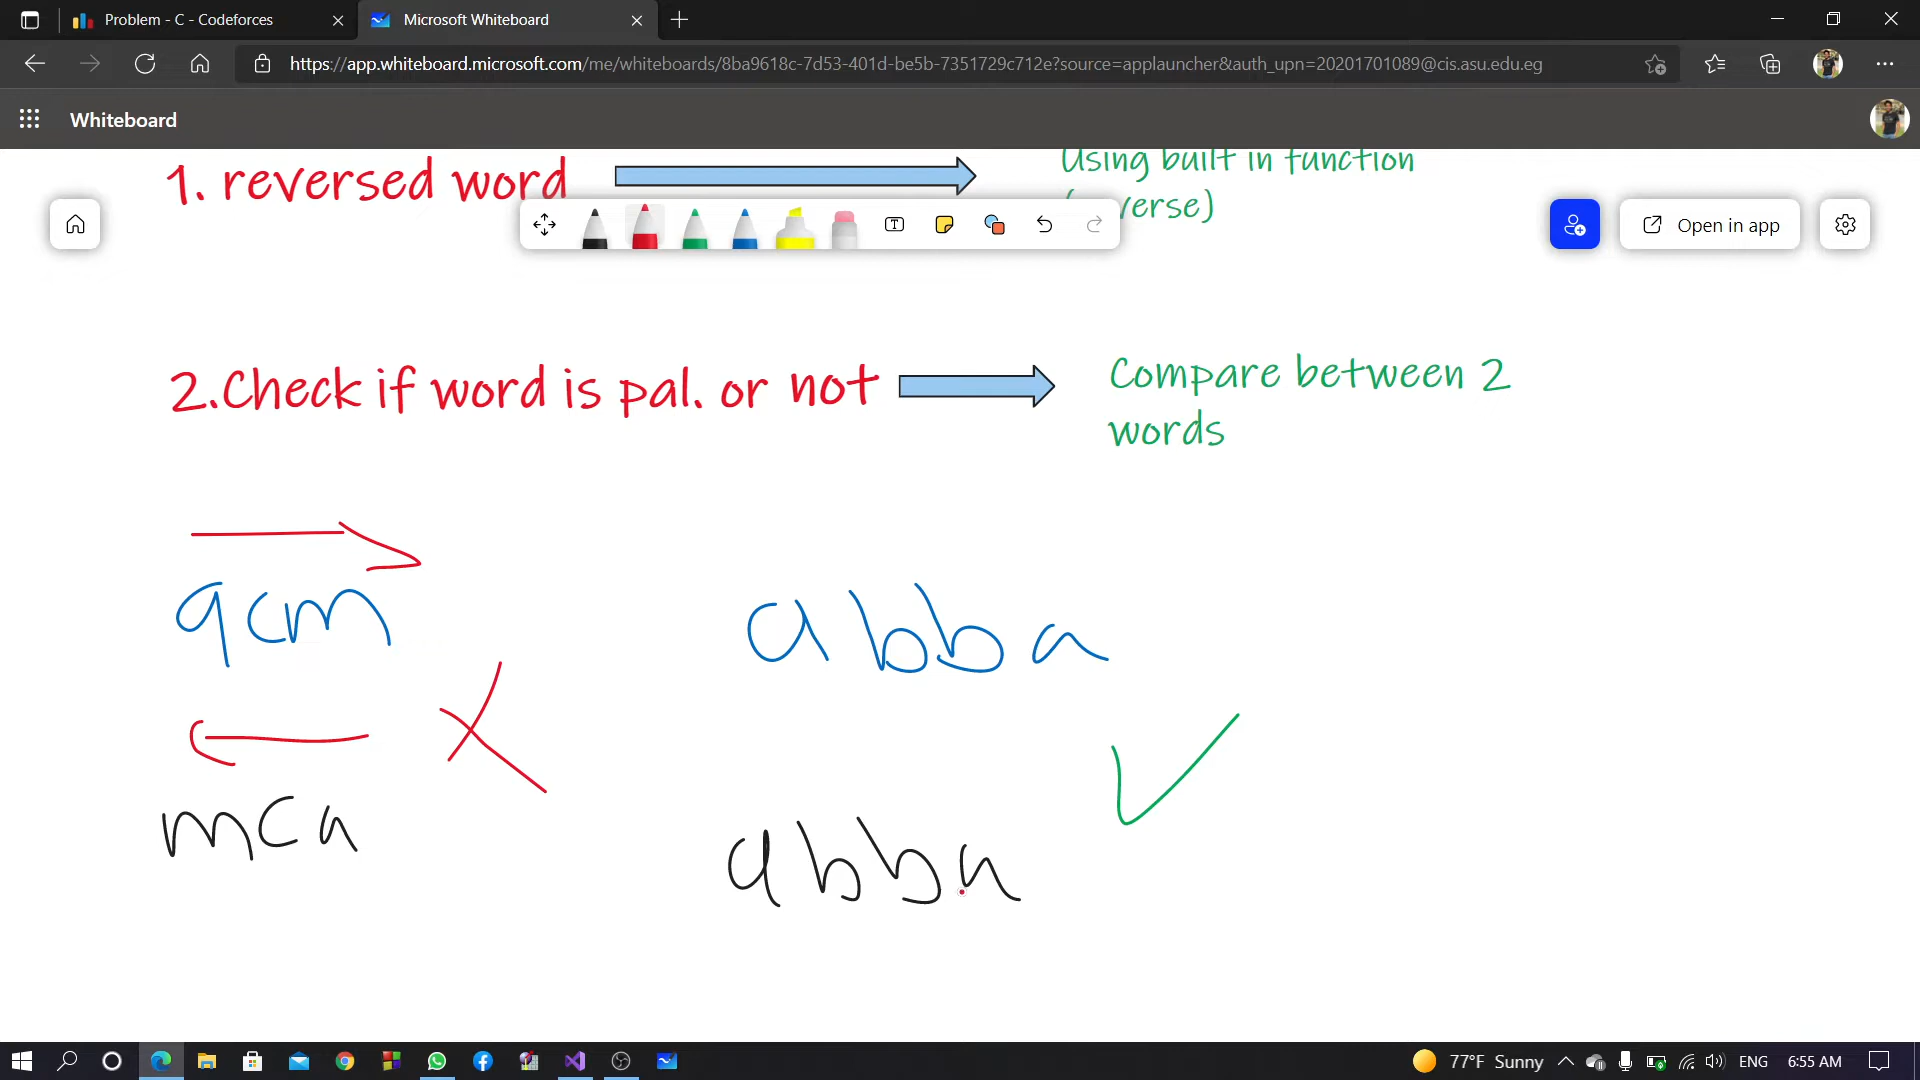 Problem - C - Codeforces
Microsoft Whiteboard
https://app.whiteboard.microsoft.com/me/whiteboards/8ba9618c-7d53-401d-be5b-7351729c712e?source=applauncher&auth_upn=20201701089@cis.asu.edu.eg
Whiteboard
1. reversed word
Using built in function
verse)
Open in app
2.Check if word is pal. or not
Compare between 2
words
acm
abba
mca
abba
77°F Sunny
ENG
6:55 AM